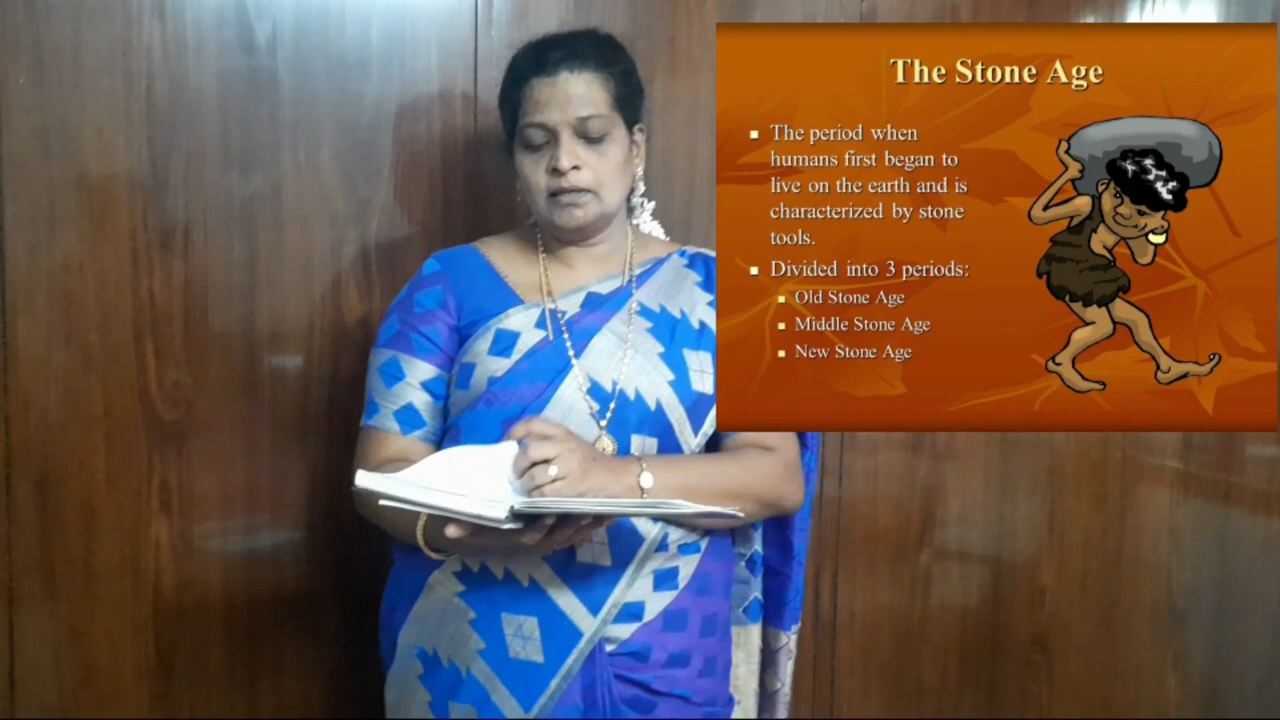 The Stone Age
The period when
humans first began to
live on the earth and is
characterized by stone
tools.
Divided into 3 periods:
Old Stone Age
Middle Stone Age
New Stone Age